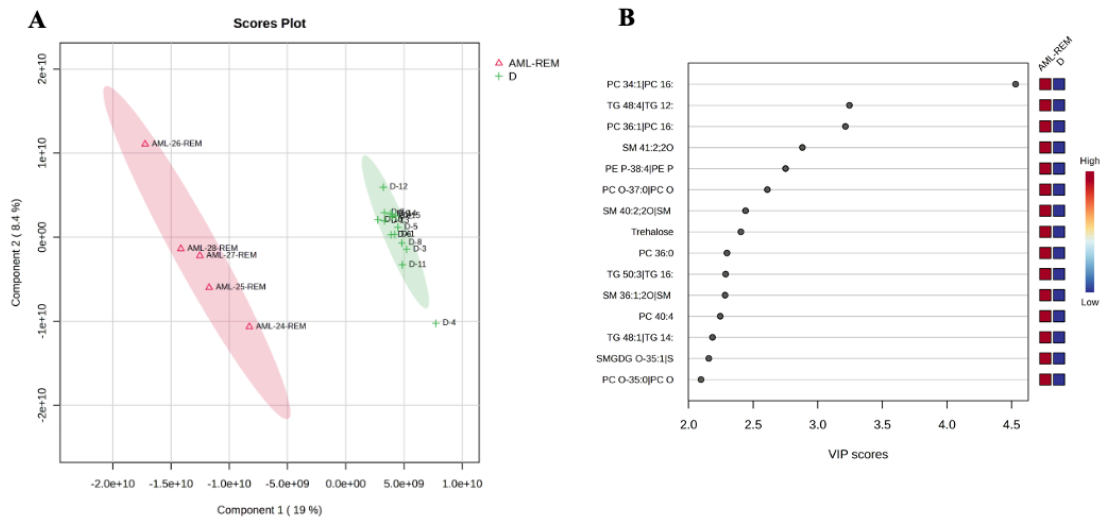 A
Scores Plot
Component 2 ( 8.4 %)
2e+10
1e+10
0e+00
-1e+10
-2e+10
AML-26-REM
AML-28-REM
AML-27-REM
AML-25-REM
AML-24-REM
D-12
D-5
D-8
D-3
D-11
D-4
-2.0e+10 -1.5e+10 -1.0e+10 -5.0e+09 0.0e+00 5.0e+09 1.0e+10
Component 1 ( 19 %)
AML-REM
D
B
AML-REM
D
PC 34:1|PC 16:
TG 48:4|TG 12:
PC 36:1|PC 16:
SM 41:2;2O
PE P-38:4|PE P
PC O-37:0|PC O
SM 40:2;2O|SM
Trehalose
PC 36:0
TG 50:3|TG 16:
SM 36:1;2O|SM
PC 40:4
TG 48:1|TG 14:
SMGDG O-35:1|S
PC O-35:0|PC O
2.0 2.5 3.0 3.5 4.0 4.5
VIP scores
High
Low